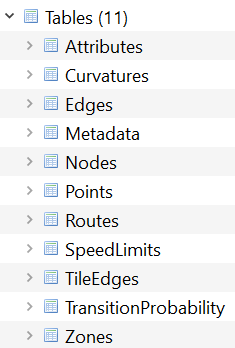 Tables (11)
Attributes
Curvatures
Edges
Metadata
Nodes
Points
Routes
SpeedLimits
TileEdges
TransitionProbability
Zones